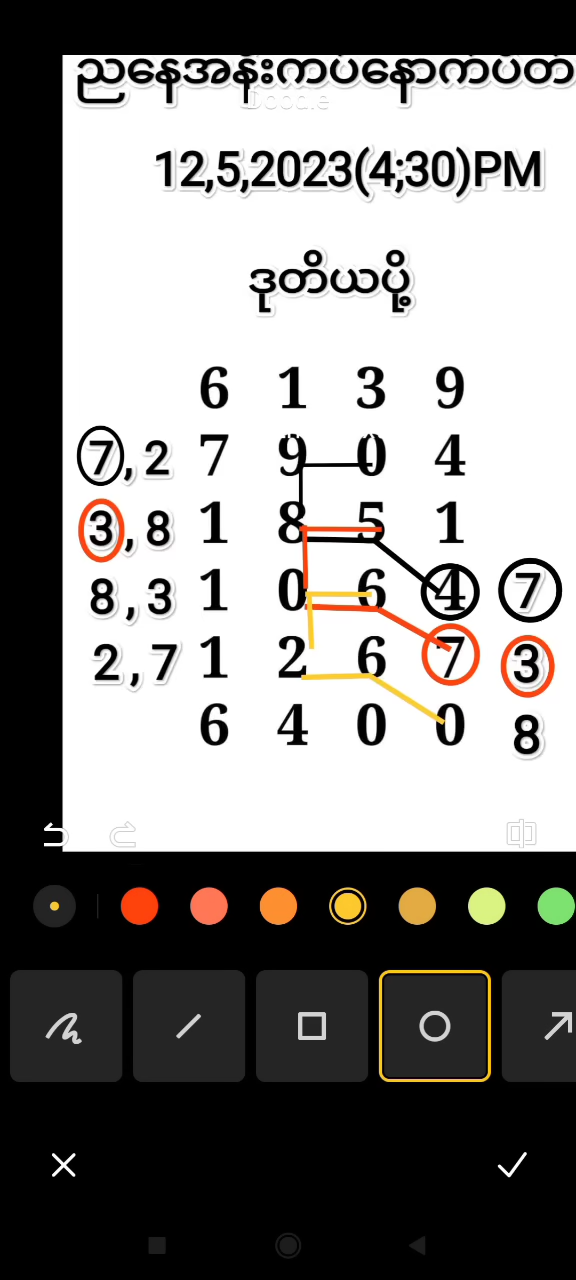 ညနေအန်းကပ်နောက်ပိတ်
Doodle
12,5,2023(4;30)PM
ဒုတိယပို့
6 1 3 9
7,2 7 9 0 4
3,8 1 8 5 1
8,3 1 0 6 4 7
2,7 1 2 6 7 3
6 4 0 0 8